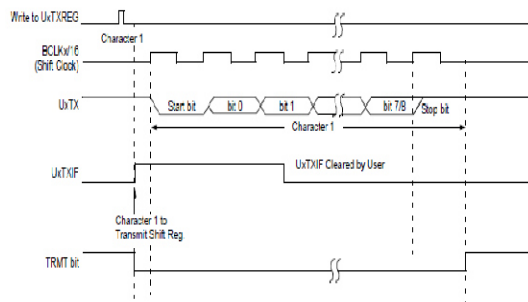 Write to UxTXREG
Character 1
BCLKx/16
(Shift Clock)
UxTX
Start bit
bit 0
bit 1
bit 7/8
Stop bit
Character 1
UxTXIF
UxTXIF Cleared by User
Character 1 to
Transmit Shift Reg.
TRMT bit